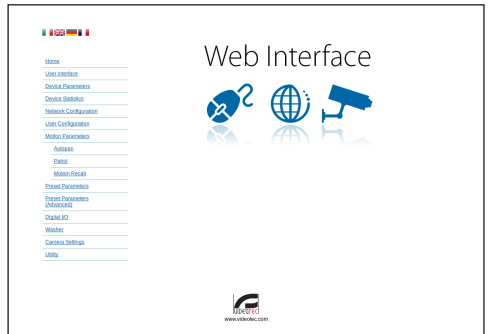 Web Interface
Home
User interface
Device Parameters
Device Statistics
Network Configuration
User Configuration
Motion Parameters
Autopan
Patrol
Motion Recall
Preset Parameters
Preset Parameters
(Advanced)
Digital I/O
Washer
Camera Settings
Utility
VIDEOTEC
www.videotec.com